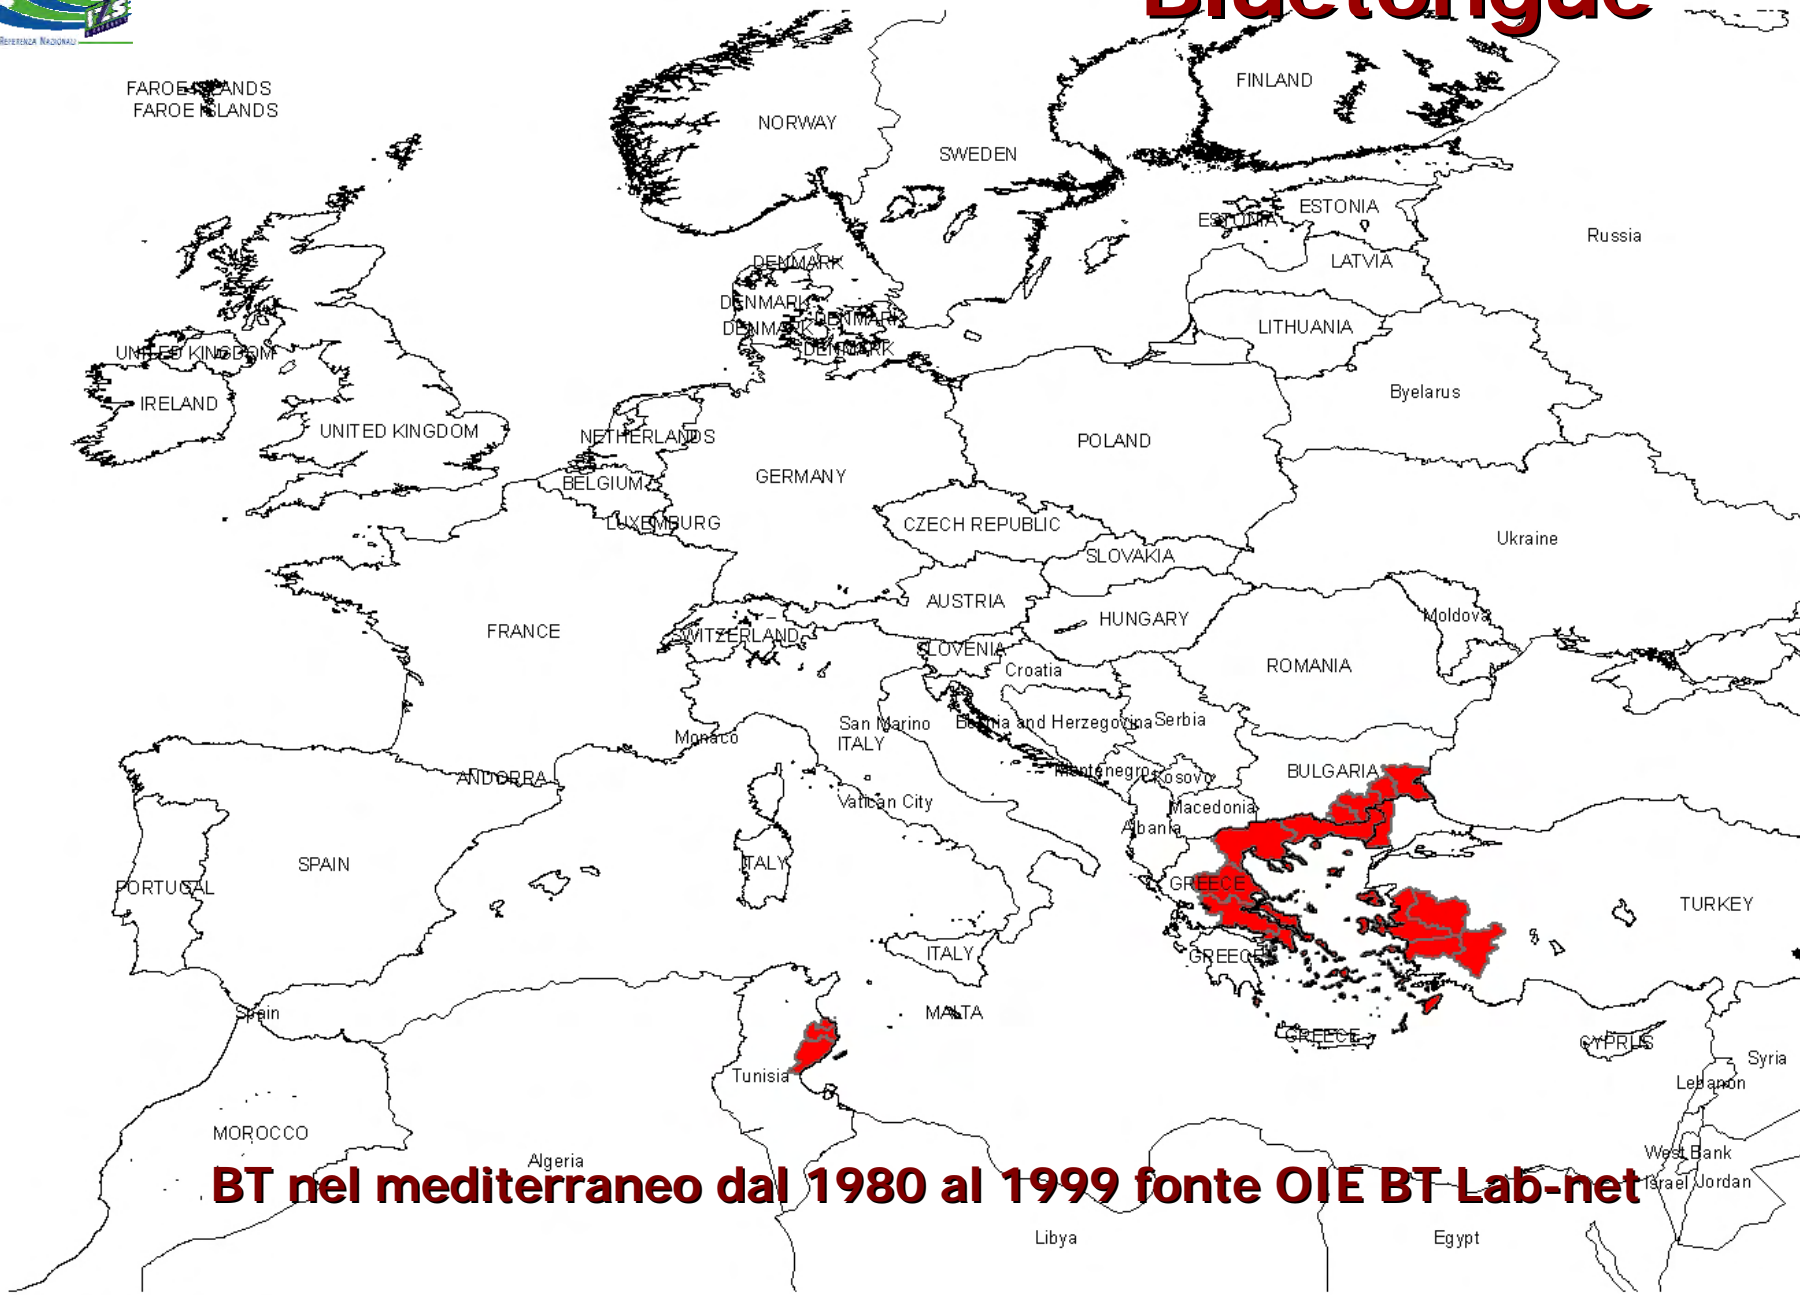 Bluetongue
IZS
REFERENZA NAZIONALI
FAROE ISLANDS
FAROE ISLANDS
NORWAY
FINLAND
SWEDEN
ESTONIA
ESTONIA
Russia
LATVIA
DENMARK
DENMARK
DENMARK
DENMARK
DENMARK
LITHUANIA
UNITED KINGDOM
IRELAND
UNITED KINGDOM
NETHERLANDS
Byelarus
POLAND
GERMANY
BELGIUM
LUXEMBURG
CZECH REPUBLIC
Ukraine
SLOVAKIA
AUSTRIA
HUNGARY
Moldova
FRANCE
SWITZERLAND
SLOVENIA
Croatia
ROMANIA
San Marino
Bosnia and Herzegovina
Serbia
Monaco
ITALY
ANDORRA
Montenegro
Kosovo
BULGARIA
Vatican City
Macedonia
Albania
SPAIN
ITALY
PORTUGAL
GREECE
TURKEY
ITALY
GREECE
Spain
MALTA
GREECE
CYPRUS
Syria
Tunisia
Lebanon
MOROCCO
Algeria
West Bank
BT nel mediterraneo dal 1980 al 1999 fonte OIE BT Lab-net
Israel
Jordan
Libya
Egypt